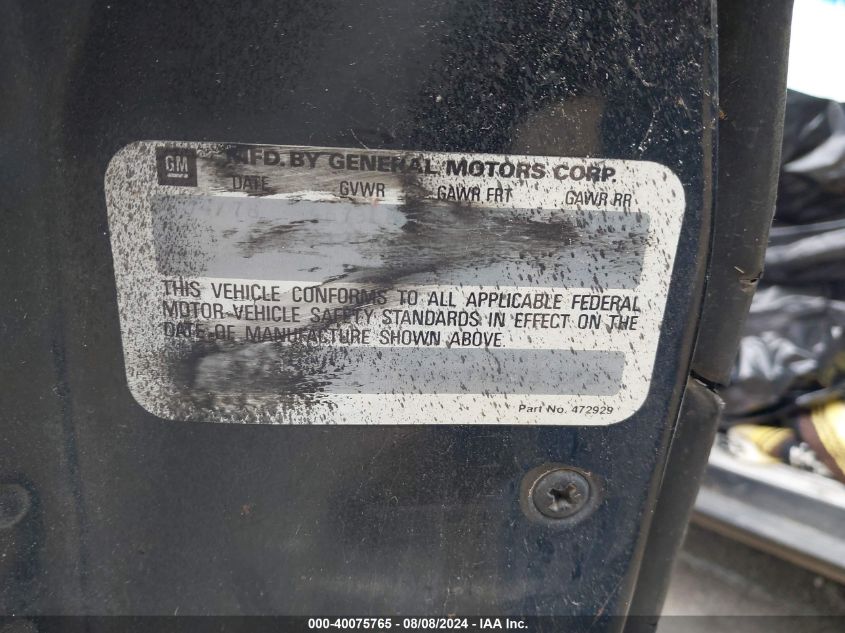 GM
MFD. BY GENERAL MOTORS CORP.
DATE GVWR GAWR FRT GAWR RR
THIS VEHICLE CONFORMS TO ALL APPLICABLE FEDERAL
MOTOR VEHICLE SAFETY STANDARDS IN EFFECT ON THE
DATE OF MANUFACTURE SHOWN ABOVE.
Part No. 472929
000-40075765 - 08/08/2024 - IAA, Inc.